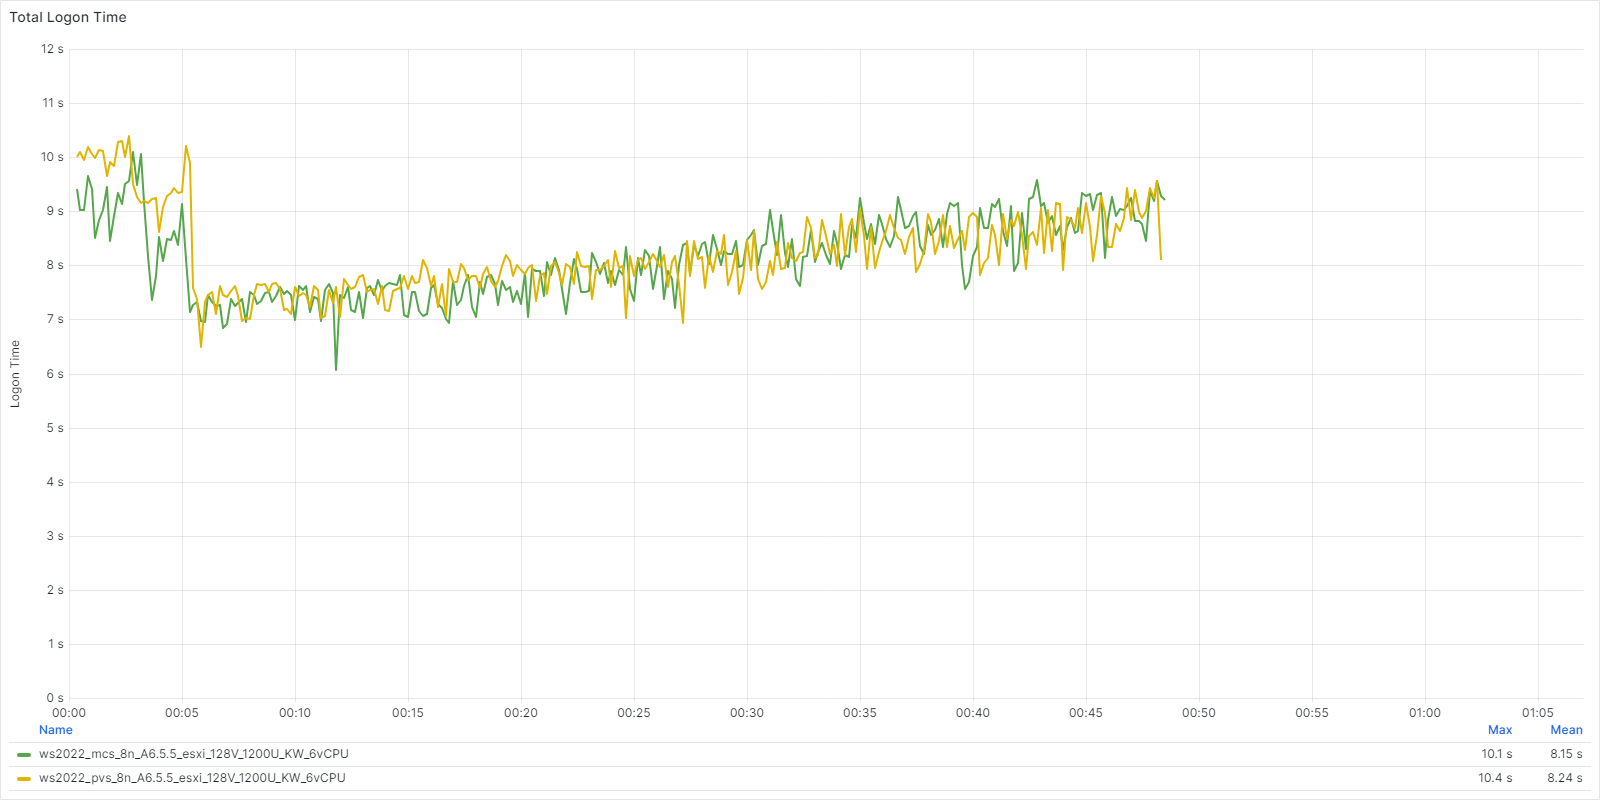 Total Logon Time
12 s
11 s
10 s
9 s
8 s
7 s
6 s
5 s
4 s
3 s
2 s
1 s
0 s
Logon Time
00:00 00:05 00:10 00:15 00:20 00:25 00:30 00:35 00:40 00:45 00:50 00:55 01:00 01:05
Name Max Mean
ws2022_mcs_8n_A6.5.5_esxi_128V_1200U_KW_6vCPU 10.1 s 8.15 s
ws2022_pvs_8n_A6.5.5_esxi_128V_1200U_KW_6vCPU 10.4 s 8.24 s